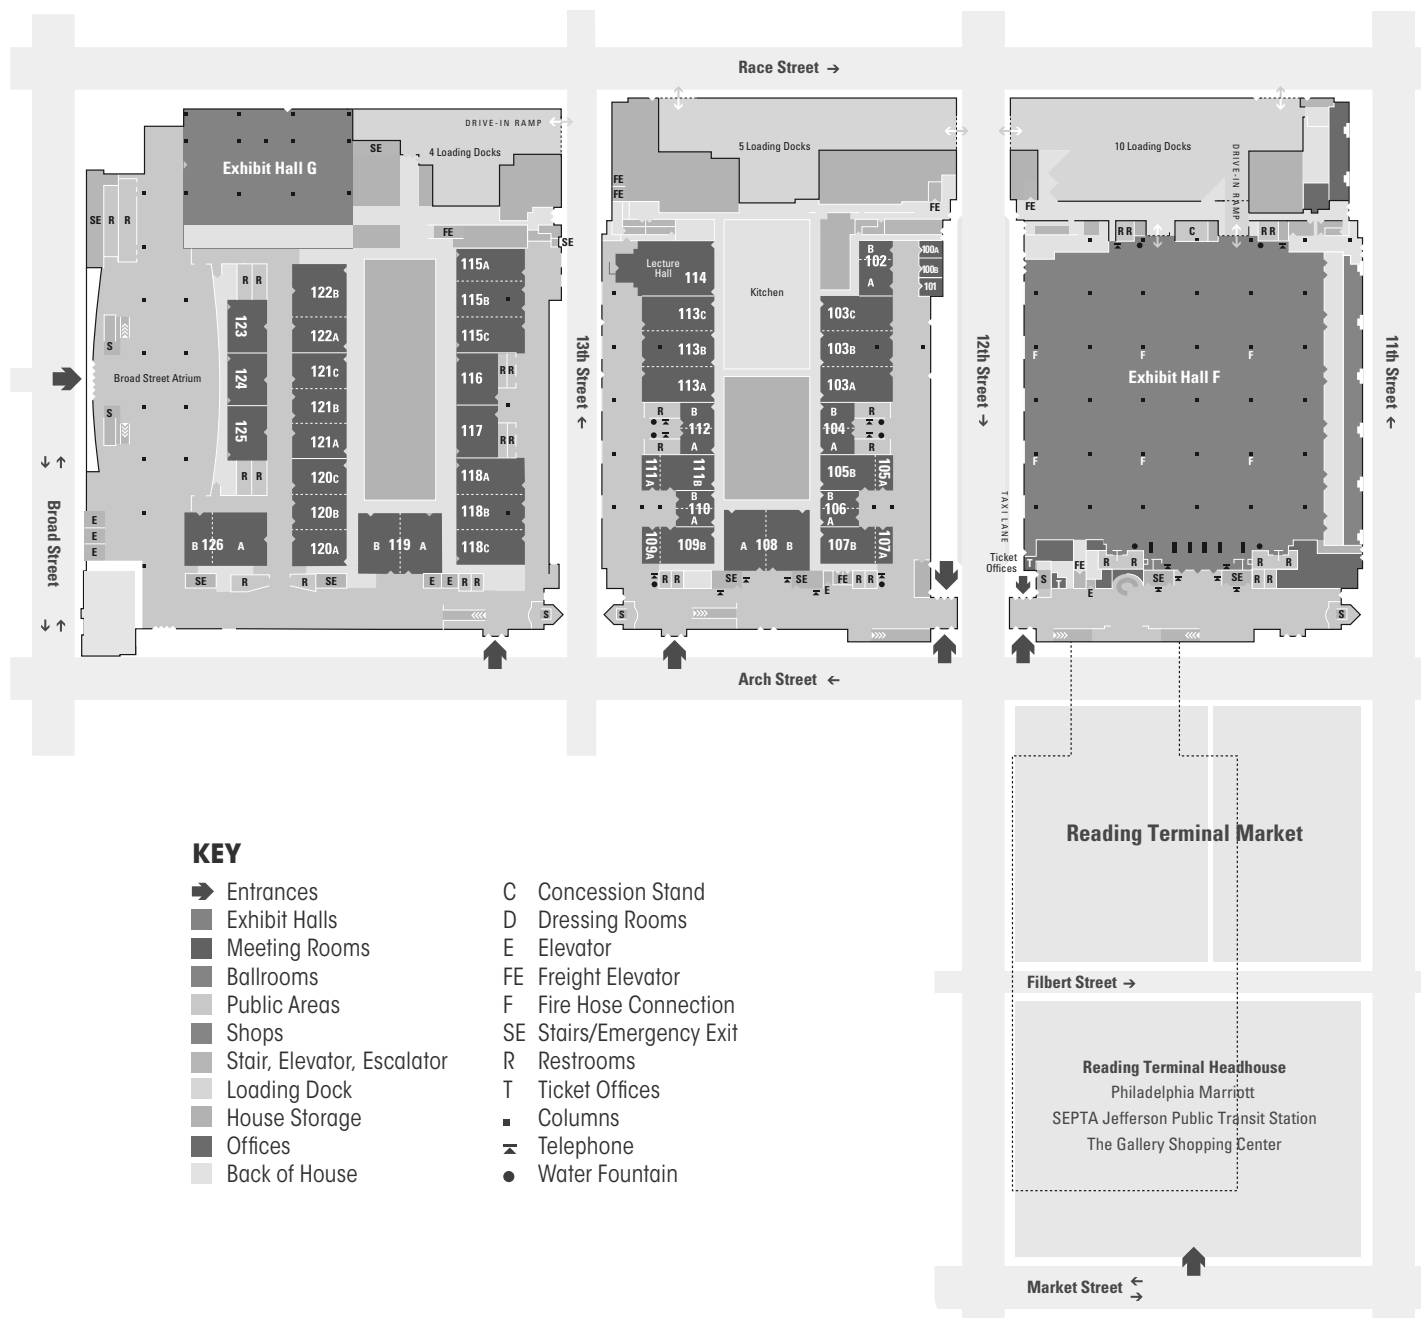 Race Street →
DRIVE-IN RAMP
4 Loading Docks
5 Loading Docks
10 Loading Docks
DRIVE-IN RAMP
Exhibit Hall G
SE
FE
FE
FE
FE
SE
R
R
FE
SE
R R
C
R R
115A
115B
115C
116
117
118A
118B
118C
R R
R R
R R
122B
122A
121C
121B
121A
120C
120B
120A
123
124
125
R R
S
S
Broad Street Atrium
E
E
E
B 126 A
B 119 A
SE
R
R
SE
E E R R
S
Broad Street
13th Street
Lecture
Hall
114
113C
113B
113A
Kitchen
B
102
A
100A
100B
101
103C
103B
103A
R
B
112
A
R
B
104
A
R
R
111A
111B
105B
105A
B
110
A
B
106
A
109A
109B
A 108 B
107B
107A
R R
SE
SE
FE R R
E
S
12th Street
TAXI LANE
Ticket
Offices
F
F
F
Exhibit Hall F
F
F
F
T
S
T
FE
E
R
R
SE
SE
R
R
R R
S
11th Street
Arch Street ←
Reading Terminal Market
Filbert Street →
Reading Terminal Headhouse
Philadelphia Marriott
SEPTA Jefferson Public Transit Station
The Gallery Shopping Center
Market Street
KEY
Entrances
Exhibit Halls
Meeting Rooms
Ballrooms
Public Areas
Shops
Stair, Elevator, Escalator
Loading Dock
House Storage
Offices
Back of House
C Concession Stand
D Dressing Rooms
E Elevator
FE Freight Elevator
F Fire Hose Connection
SE Stairs/Emergency Exit
R Restrooms
T Ticket Offices
Columns
Telephone
Water Fountain